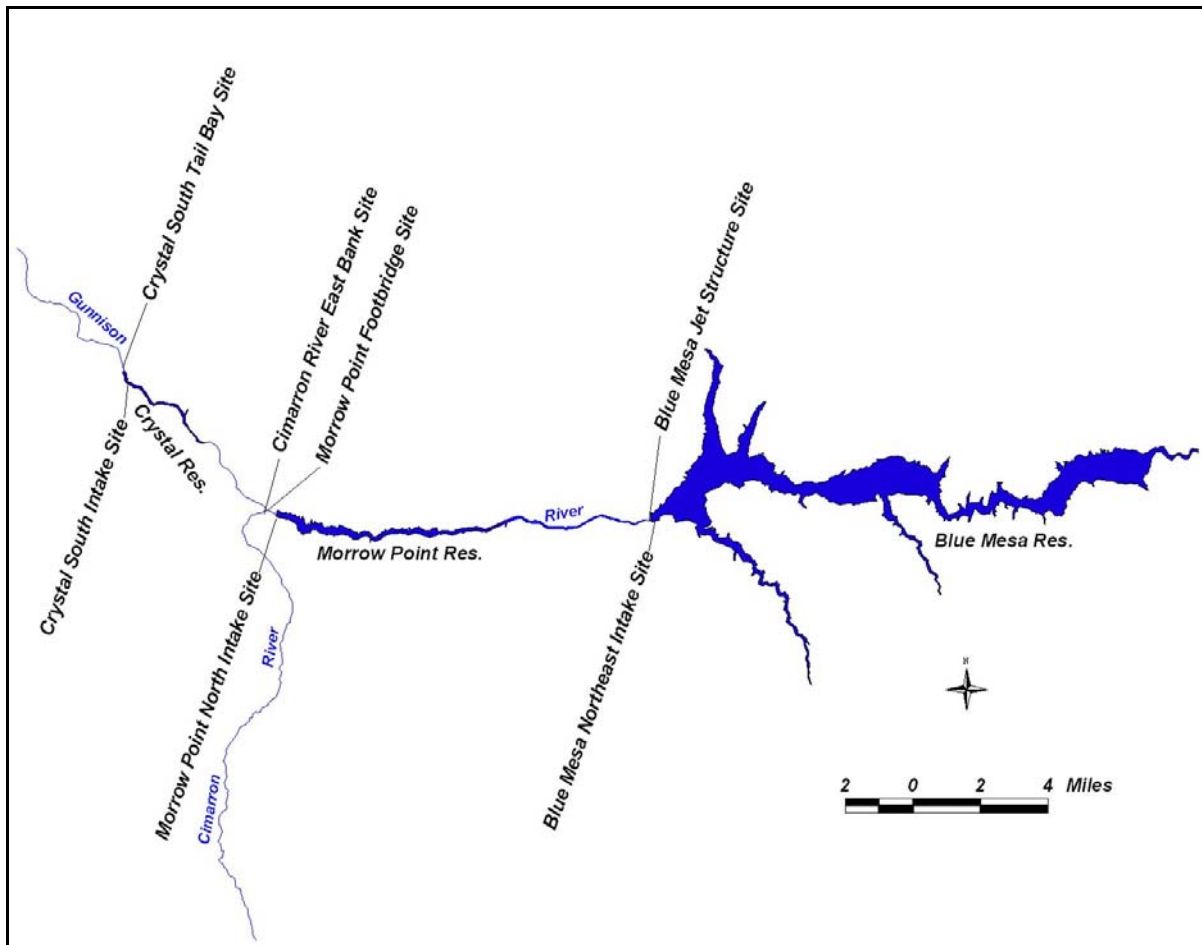 Crystal South Tail Bay Site
Cimarron River East Bank Site
Morrow Point Footbridge Site
Blue Mesa Jet Structure Site
Gunnison
Crystal Res.
Crystal South Intake Site
River
Morrow Point Res.
Blue Mesa Res.
Morrow Point North Intake Site
River
Blue Mesa Northeast Intake Site
Cimarron
N
2 0 2 4 Miles